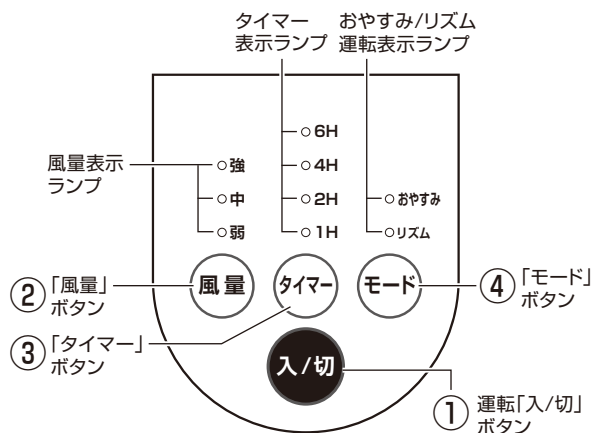 タイマー
表示ランプ
おやすみ/リズム
運転表示ランプ
風量表示
ランプ
強
中
弱
6H
4H
2H
1H
おやすみ
リズム
風量
タイマー
モード
入/切
②「風量」
ボタン
③「タイマー」
ボタン
④「モード」
ボタン
①運転「入/切」
ボタン